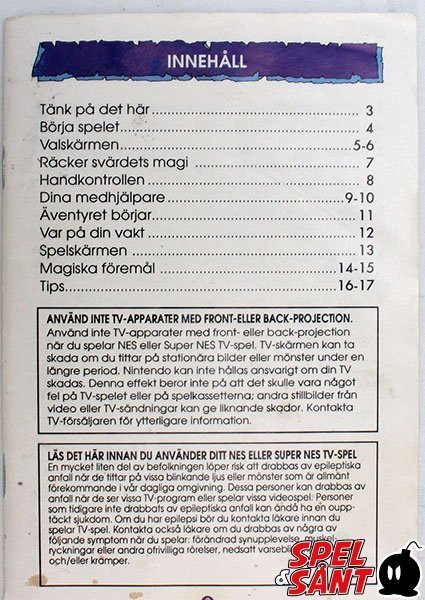 INNEHÅLL
Tänk på det här 3
Börja spelet 4
Valskärmen 5-6
Räcker svärdets magi 7
Handkontrollen 8
Dina medhjälpare 9-10
Äventyret börjar 11
Var på din vakt 12
Spelskärmen 13
Magiska föremål 14-15
Tips 16-17
ANVÄND INTE TV-APPARATER MED FRONT-ELLER BACK-PROJECTION.
Använd inte TV-apparater med front- eller back-projection
när du spelar NES eller Super NES TV-spel. TV-skärmen kan ta
skada om du tittar på stationära bilder eller mönster under en
längre period. Nintendo kan inte hållas ansvarigt om din TV
skadas. Denna effekt beror inte på att det skulle vara något
fel på TV-spelet eller på spelkassetterna; andra stillbilder från
video eller TV-sändningar kan ge liknande skador. Kontakta
TV-försäljaren för ytterligare information.
LÄS DET HÄR INNAN DU ANVÄNDER DITT NES ELLER SUPER NES TV-SPEL
En mycket liten del av befolkningen löper risk att drabbas av epileptiska
anfall när de tittar på vissa blinkande ljus eller mönster som är allmänt
förekommande i vår dagliga omgivning. Dessa personer kan drabbas av
anfall när de ser vissa TV-program eller spelar vissa videospel. Personer
som tidigare inte drabbats av epileptiska anfall kan ändå ha en oupp-
täckt sjukdom. Om du har epilepsi bör du kontakta läkare innan du
spelar TV-spel. Kontakta också läkare om du drabbas av några av
följande symptom när du spelar: förändrad synupplevelse, muskel-
ryckningar eller andra ofrivilliga rörelser, nedsatt
och/eller kramper.
SPEL
& SÅNT